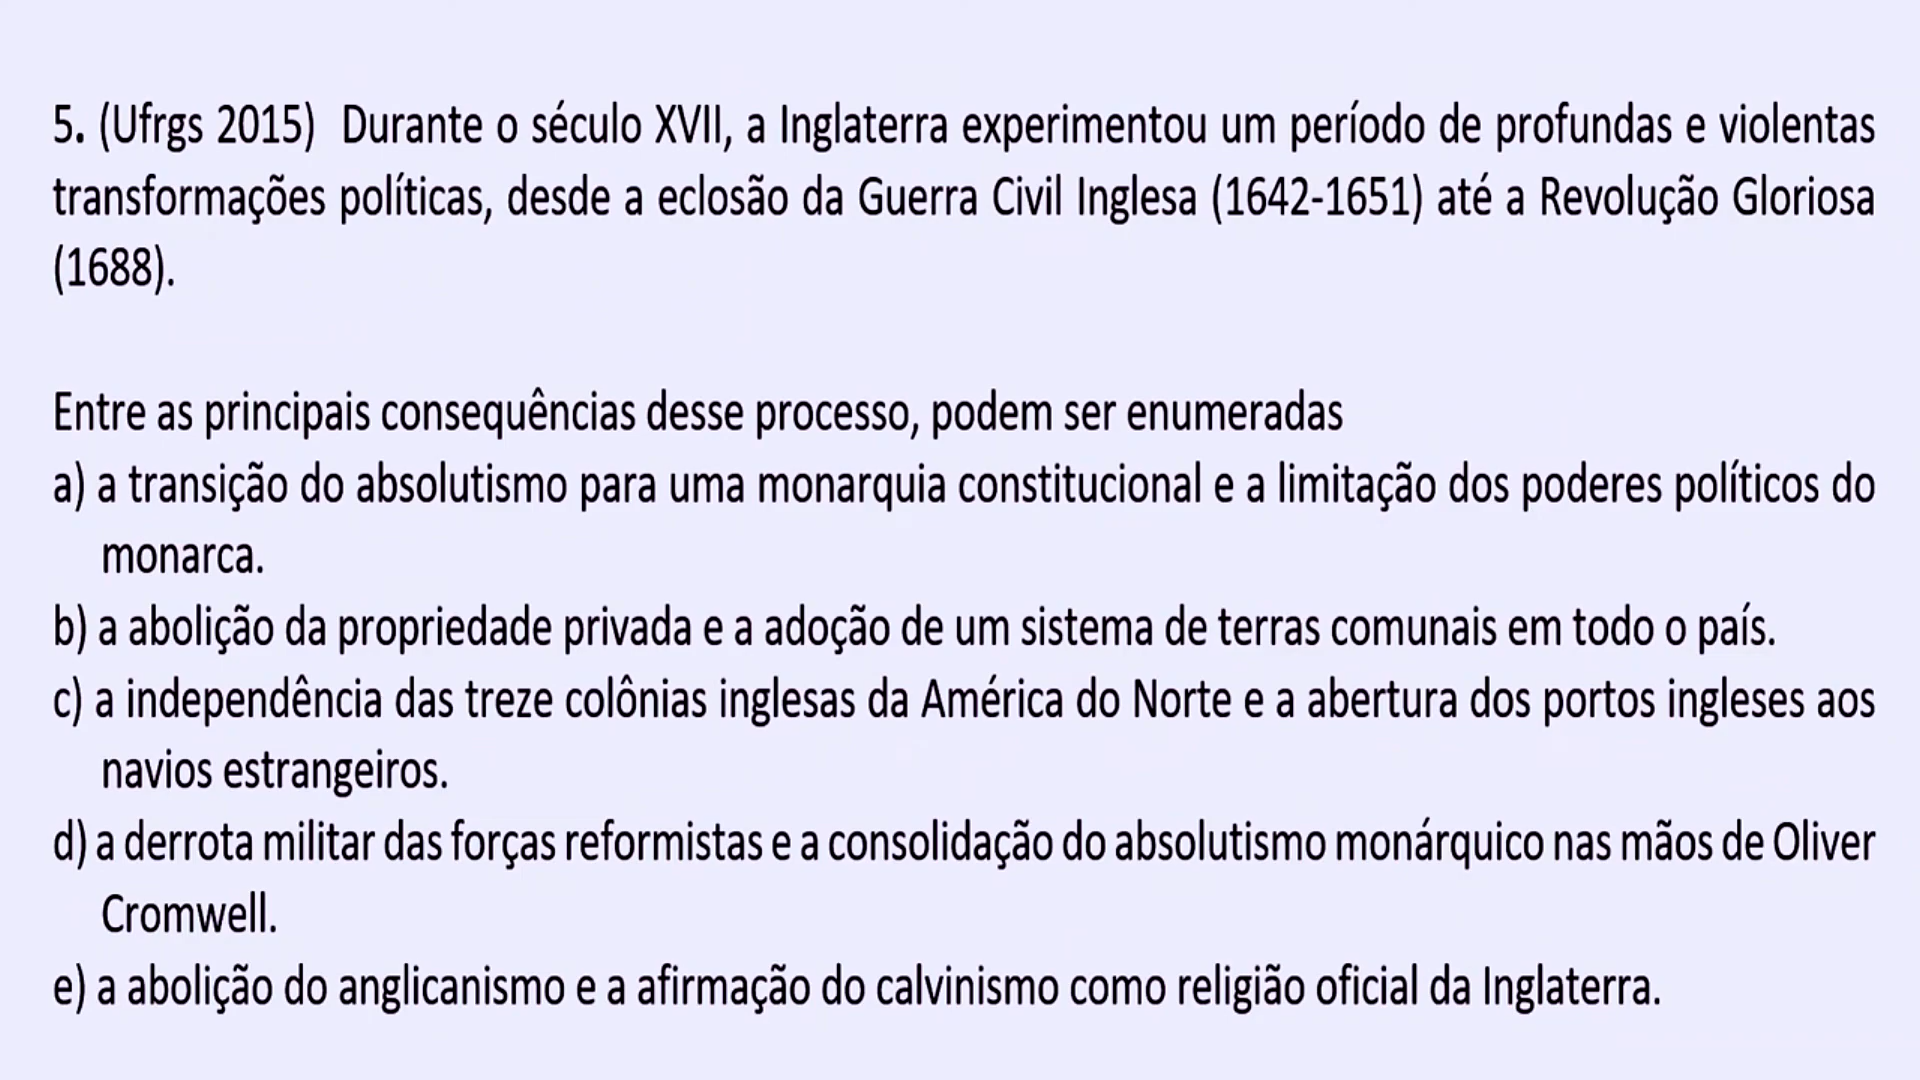 5. (Ufrgs 2015) Durante o século XVII, a Inglaterra experimentou um período de profundas e violentas
transformações políticas, desde a eclosão da Guerra Civil Inglesa (1642-1651) até a Revolução Gloriosa
(1688).
Entre as principais consequências desse processo, podem ser enumeradas
a) a transição do absolutismo para uma monarquia constitucional e a limitação dos poderes políticos do
monarca.
b) a abolição da propriedade privada e a adoção de um sistema de terras comunais em todo o país.
c) a independência das treze colônias inglesas da América do Norte e a abertura dos portos ingleses aos
navios estrangeiros.
d) a derrota militar das forças reformistas e a consolidação do absolutismo monárquico nas mãos de Oliver
Cromwell.
e) a abolição do anglicanismo e a afirmação do calvinismo como religião oficial da Inglaterra.